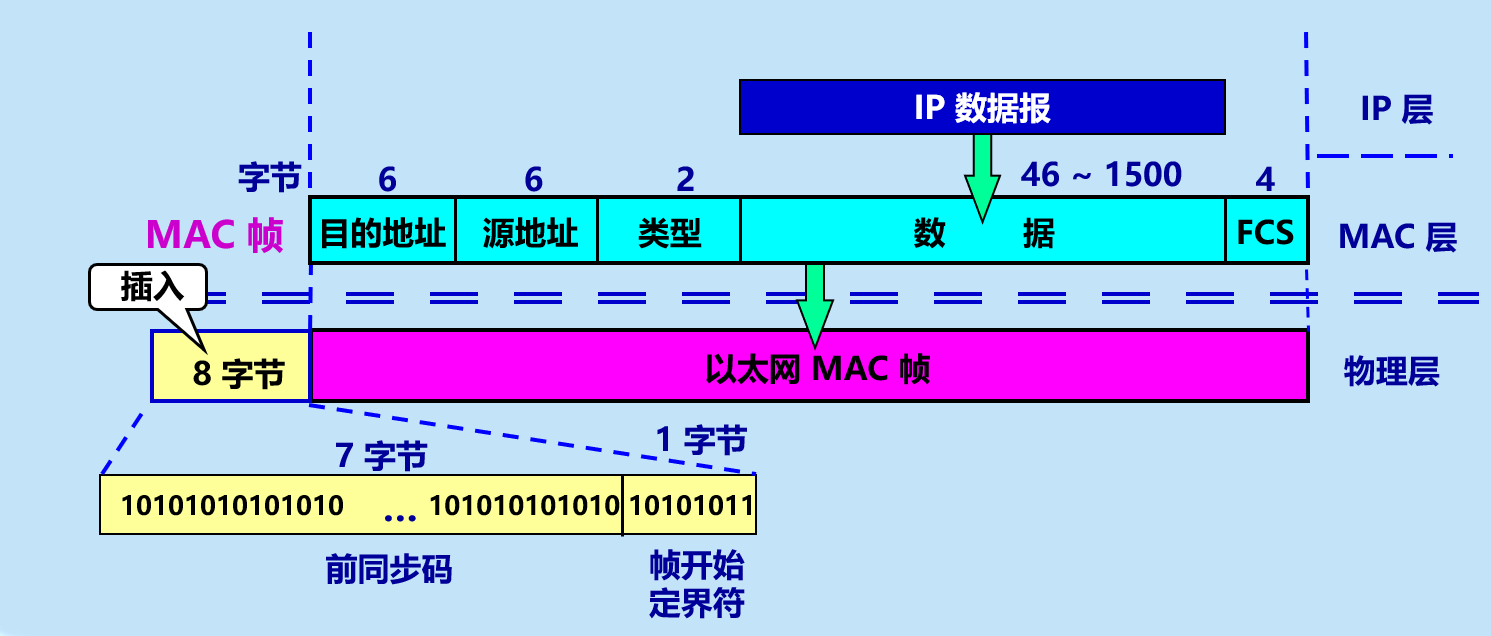 IP 数据报
IP 层
字节 6 6 2 46 ~ 1500 4
MAC 帧 目的地址 源地址 类型 数 据 FCS MAC 层
插入
8 字节 以太网 MAC 帧 物理层
7 字节 1 字节
10101010101010 ... 101010101010 10101011
前同步码 帧开始
定界符